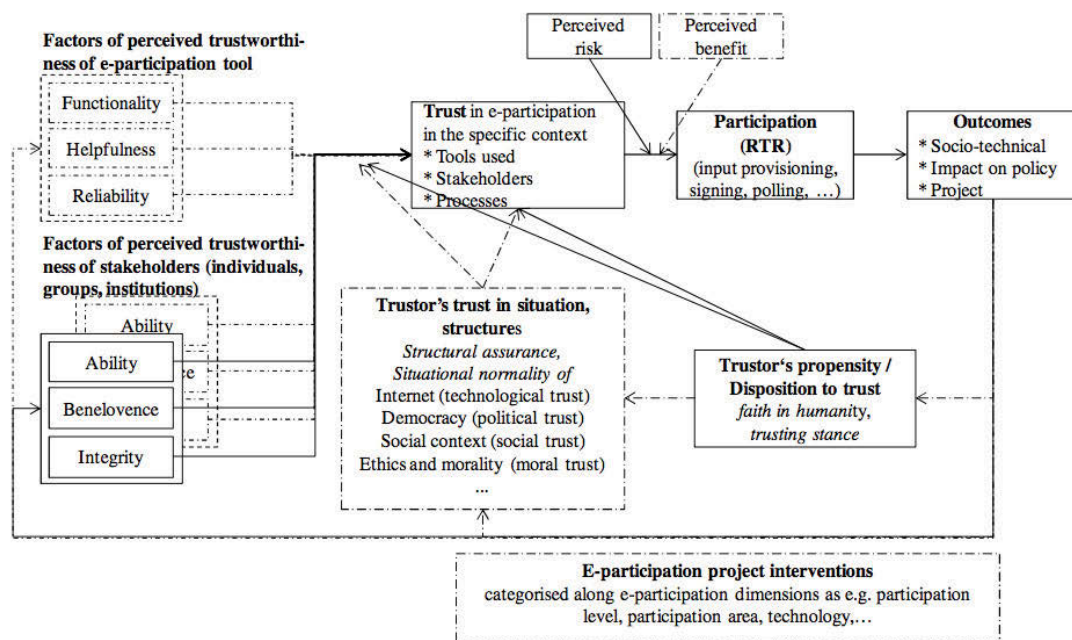 Factors of perceived trustworthi-
ness of e-participation tool
Functionality
Helpfulness
Reliability
Factors of perceived trustworthi-
ness of stakeholders (individuals,
groups, institutions)
Ability
Ability
ce
Benelovence
Integrity
Perceived
risk
Perceived
benefit
Trust in e-participation
in the specific context
* Tools used
* Stakeholders
* Processes
Participation
(RTR)
(input provisioning,
signing, polling, …)
Outcomes
* Socio-technical
* Impact on policy
* Project
Trustor’s trust in situation,
structures
Structural assurance,
Situational normality of
Internet (technological trust)
Democracy (political trust)
Social context (social trust)
Ethics and morality (moral trust)
...
Trustor‘s propensity /
Disposition to trust
faith in humanity,
trusting stance
E-participation project interventions
categorised along e-participation dimensions as e.g. participation
level, participation area, technology,…